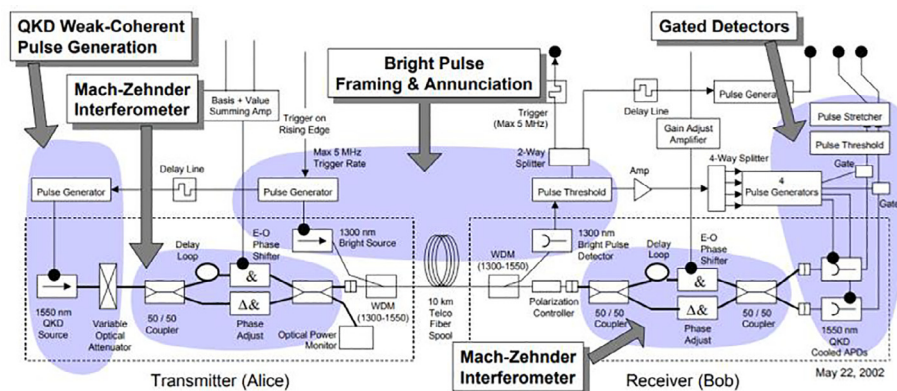 QKD Weak-Coherent
Pulse Generation
Mach-Zehnder
Interferometer
Bright Pulse
Framing & Annunciation
Gated Detectors
Basis + Value
Summing Amp
Trigger on
Rising Edge
Max 5 MHz
Trigger Rate
Delay Line
Pulse Generator
Pulse Generator
Trigger
(Max 5 MHz)
2-Way
Splitter
Delay Line
Pulse Generator
Gain Adjust
Amplifier
Pulse Stretcher
Pulse Threshold
Gate
Gate
4-Way Splitter
4
Pulse Generators
Amp
Pulse Threshold
1300 nm
Bright Source
1300 nm
Bright Pulse
Detector
Delay
Loop
E-O
Phase
Shifter
&
Δ&
50 / 50
Coupler
Phase
Adjust
1550 nm
QKD
Source
Variable
Optical
Attenuator
Optical Power
Monitor
WDM
(1300-1550)
10 km
Telco
Fiber
Spool
WDM
(1300-1550)
Polarization
Controller
Delay
Loop
E-O
Phase
Shifter
&
Δ&
50 / 50
Coupler
Phase
Adjust
50 / 50
Coupler
1550 nm
QKD
Cooled APDs
Mach-Zehnder
Interferometer
Transmitter (Alice)
Receiver (Bob)
May 22, 2002